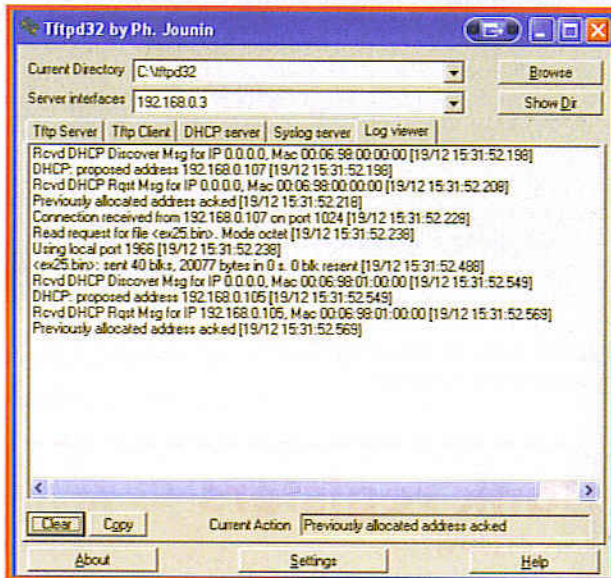 Tftpd32 by Ph. Jounin
Current Directory C:\tftpd32 Browse
Server interfaces 192.168.0.3 Show Dir
Tftp Server Tftp Client DHCP server Syslog server Log viewer
Rcvd DHCP Discover Msg for IP 0.0.0.0, Mac 00:06:98:00:00:00 [19/12 15:31:52.198]
DHCP: proposed address 192.168.0.107 [19/12 15:31:52.198]
Rcvd DHCP Rqst Msg for IP 0.0.0.0, Mac 00:06:98:00:00:00 [19/12 15:31:52.208]
Previously allocated address acked [19/12 15:31:52.218]
Connection received from 192.168.0.107 on port 1024 [19/12 15:31:52.228]
Read request for file <ex25.bin>. Mode octet [19/12 15:31:52.238]
Using local port 1966 [19/12 15:31:52.238]
<ex25.bin>: sent 40 blks, 20077 bytes in 0 s. 0 blk resent [19/12 15:31:52.488]
Rcvd DHCP Discover Msg for IP 0.0.0.0, Mac 00:06:98:01:00:00 [19/12 15:31:52.549]
DHCP: proposed address 192.168.0.105 [19/12 15:31:52.549]
Rcvd DHCP Rqst Msg for IP 192.168.0.105, Mac 00:06:98:01:00:00 [19/12 15:31:52.569]
Previously allocated address acked [19/12 15:31:52.569]
Clear Copy Current Action Previously allocated address acked
About Settings Help